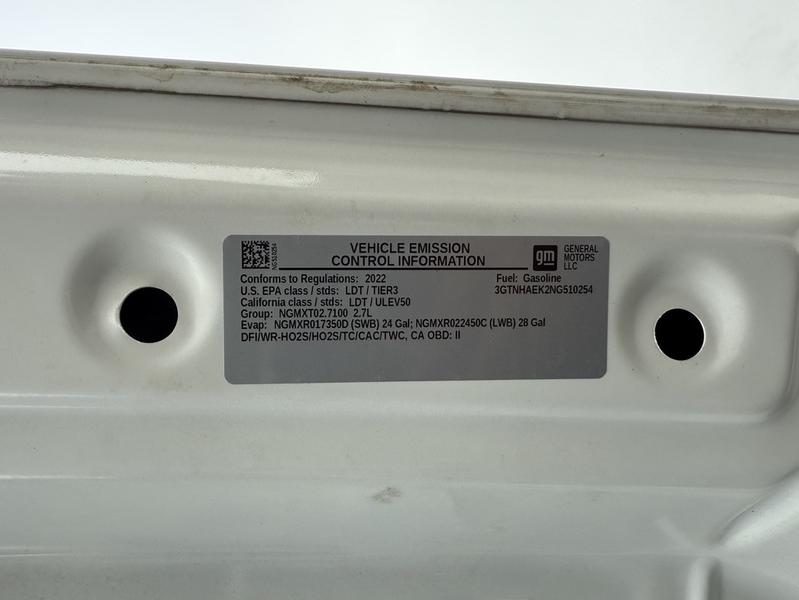 NG510254
VEHICLE EMISSION
CONTROL INFORMATION
gm
GENERAL
MOTORS
LLC
Conforms to Regulations: 2022
Fuel: Gasoline
U.S. EPA class / stds: LDT / TIER3
3GTNHAEK2NG510254
California class / stds: LDT / ULEV50
Group: NGMXT02.7100 2.7L
Evap: NGMXR017350D (SWB) 24 Gal; NGMXR022450C (LWB) 28 Gal
DFI/WR-HO2S/HO2S/TC/CAC/TWC, CA OBD: II